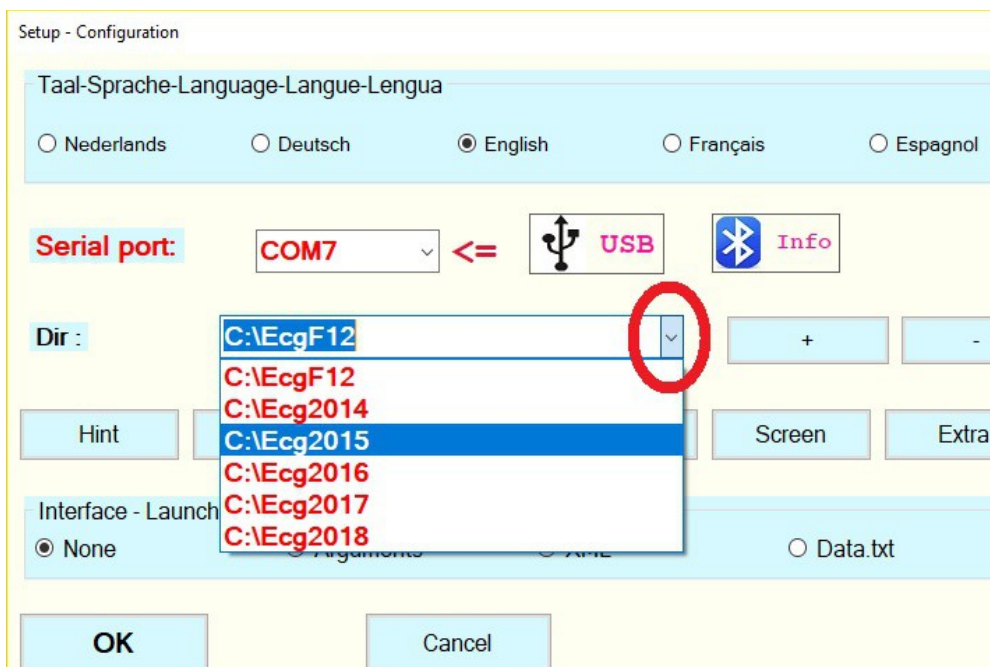 Setup - Configuration
Taal-Sprache-Language-Langue-Lengua
Nederlands Deutsch English Français Espagnol
Serial port: COM7 <= USB Info
Dir : C:\EcgF12 + -
C:\EcgF12
C:\Ecg2014
Hint C:\Ecg2015 Screen Extra
C:\Ecg2016
Interface - Launch C:\Ecg2017
None C:\Ecg2018 Data.txt
OK Cancel